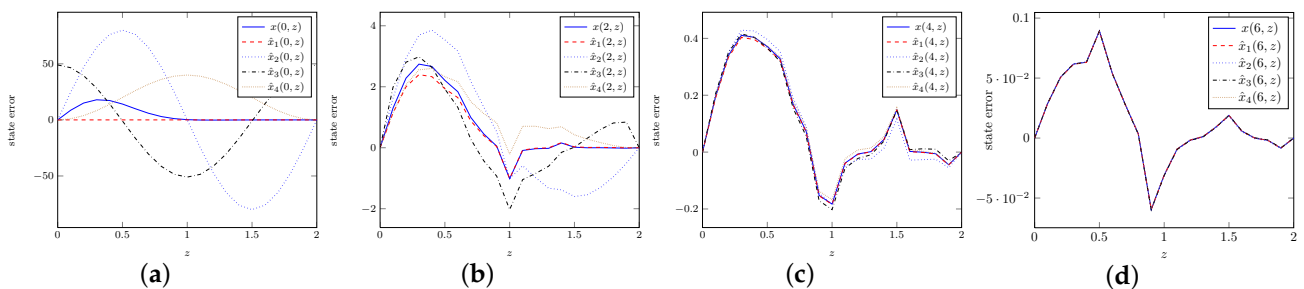 50
0
−50
0
0.5
1
1.5
2
state error
z
x(0, z)
x̂₁(0, z)
x̂₂(0, z)
x̂₃(0, z)
x̂₄(0, z)
(a)
4
2
0
−2
0
0.5
1
1.5
2
state error
z
x(2, z)
x̂₁(2, z)
x̂₂(2, z)
x̂₃(2, z)
x̂₄(2, z)
(b)
0.4
0.2
0
−0.2
0
0.5
1
1.5
2
state error
z
x(4, z)
x̂₁(4, z)
x̂₂(4, z)
x̂₃(4, z)
x̂₄(4, z)
(c)
0.1
5 · 10⁻²
0
−5 · 10⁻²
0
0.5
1
1.5
2
state error
z
x(6, z)
x̂₁(6, z)
x̂₂(6, z)
x̂₃(6, z)
x̂₄(6, z)
(d)